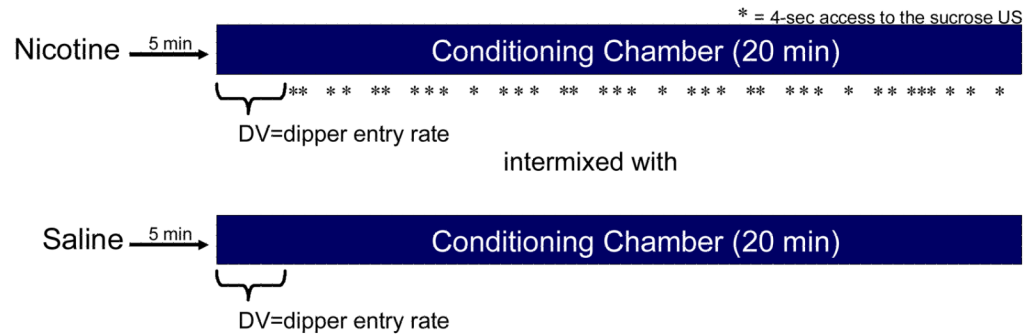 * = 4-sec access to the sucrose US
Nicotine 5 min Conditioning Chamber (20 min)
** * * ** * * * * * * * ** * * * * * * * ** * * * * * * *** * * *
DV=dipper entry rate
intermixed with
Saline 5 min Conditioning Chamber (20 min)
DV=dipper entry rate